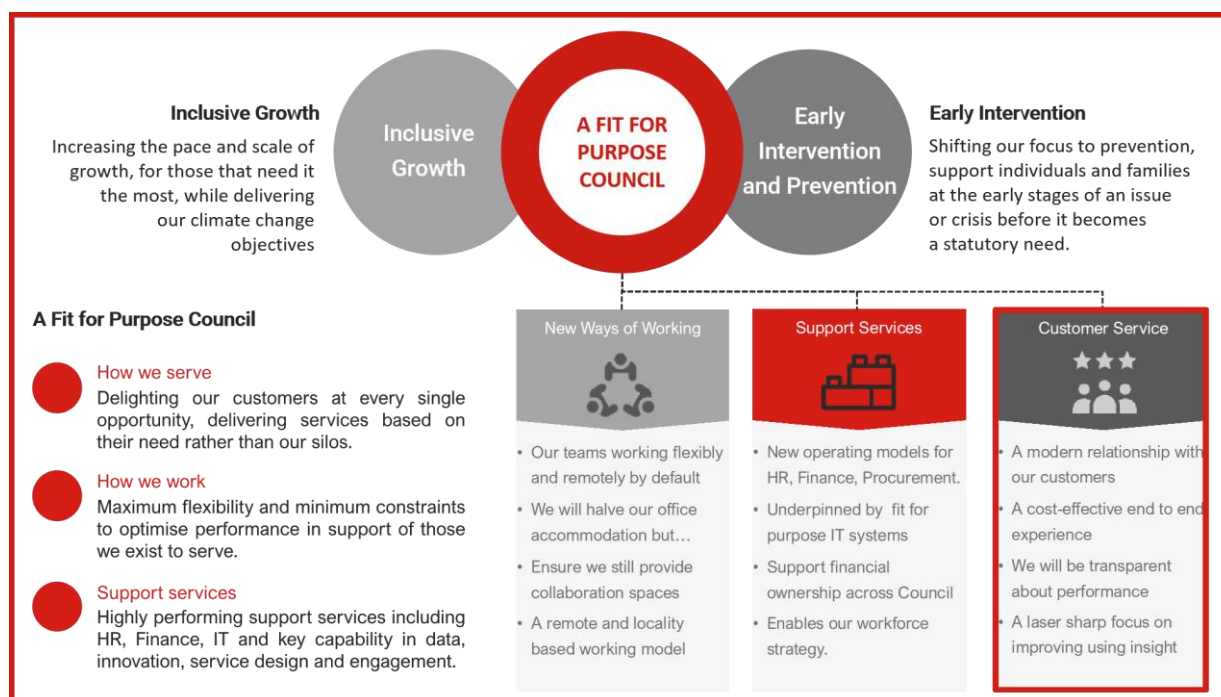 Inclusive Growth
Increasing the pace and scale of
growth, for those that need it
the most, while delivering
our climate change
objectives
Inclusive
Growth
A FIT FOR
PURPOSE
COUNCIL
Early
Intervention
and Prevention
Early Intervention
Shifting our focus to prevention,
support individuals and families
at the early stages of an issue
or crisis before it becomes
a statutory need.
A Fit for Purpose Council
How we serve
Delighting our customers at every single
opportunity, delivering services based on
their need rather than our silos.
How we work
Maximum flexibility and minimum constraints
to optimise performance in support of those
we exist to serve.
Support services
Highly performing support services including
HR, Finance, IT and key capability in data,
innovation, service design and engagement.
New Ways of Working
• Our teams working flexibly
and remotely by default
• We will halve our office
accommodation but...
• Ensure we still provide
collaboration spaces
• A remote and locality
based working model
Support Services
• New operating models for
HR, Finance, Procurement.
• Underpinned by fit for
purpose IT systems
• Support financial
ownership across Council
• Enables our workforce
strategy.
Customer Service
• A modern relationship with
our customers
• A cost-effective end to end
experience
• We will be transparent
about performance
• A laser sharp focus on
improving using insight